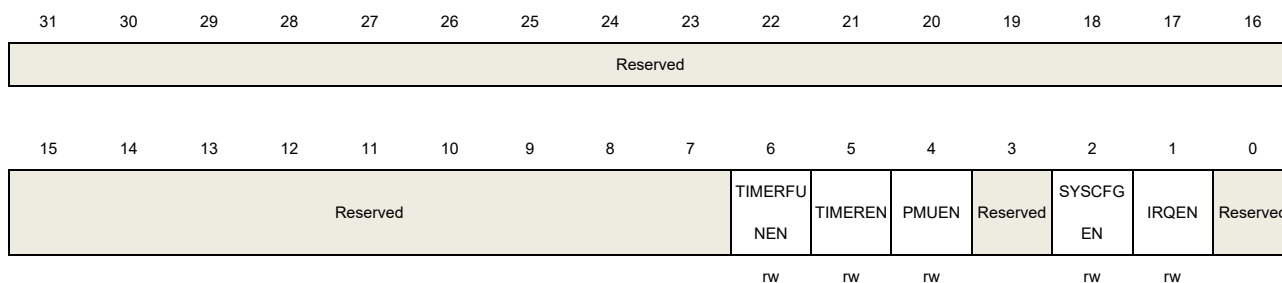 31 30 29 28 27 26 25 24 23 22 21 20 19 18 17 16
Reserved
15 14 13 12 11 10 9 8 7 6 5 4 3 2 1 0
Reserved TIMERFU NEN TIMEREN PMUEN Reserved SYSCFG EN IRQEN Reserved
rw rw rw rw rw